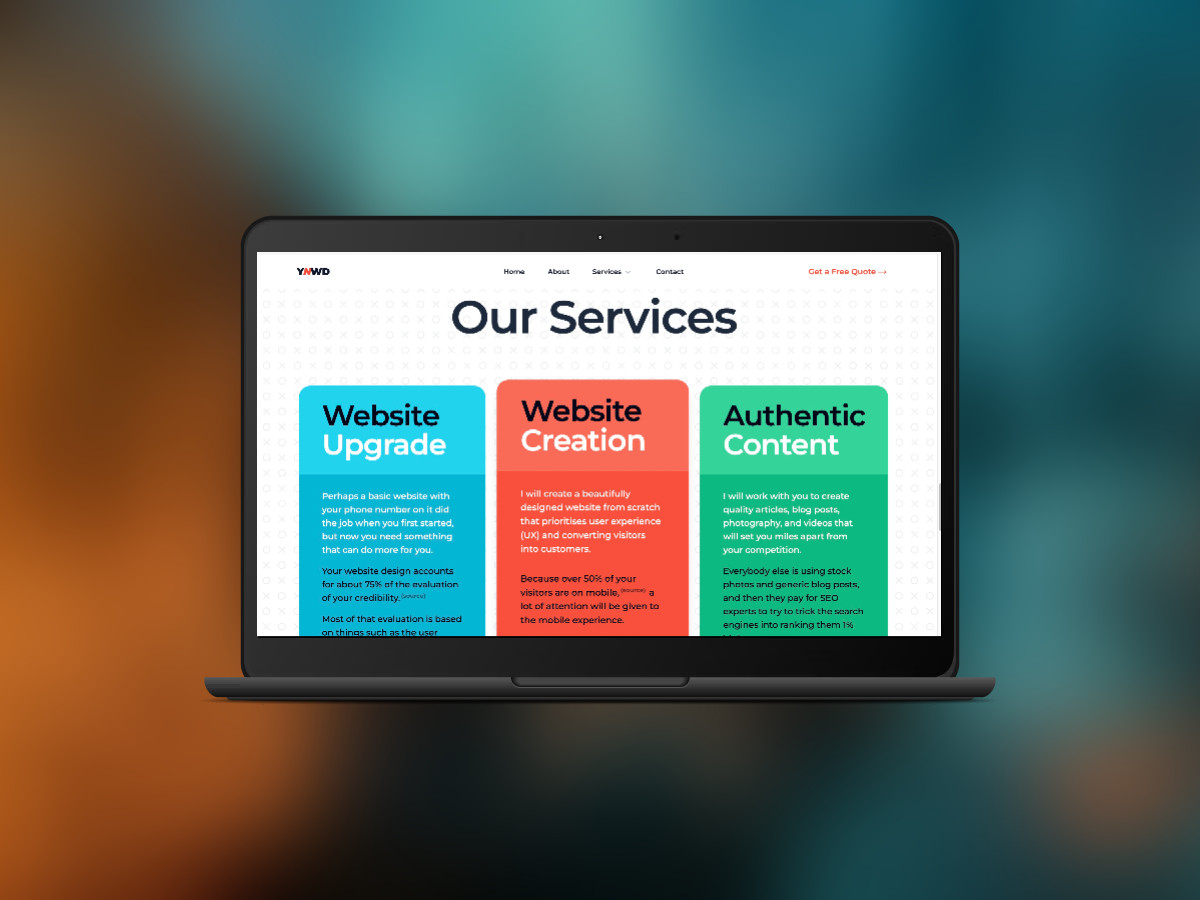 YNWD
Home
About
Services
Contact
Get a Free Quote →
Our Services
Website
Upgrade
Perhaps a basic website with
your phone number on it did
the job when you first started,
but now you need something
that can do more for you.
Your website design accounts
for about 75% of the evaluation
of your credibility. (source)
Most of that evaluation is based
on things such as the user
Website
Creation
I will create a beautifully
designed website from scratch
that prioritises user experience
(UX) and converting visitors
into customers.
Because over 50% of your
visitors are on mobile, (source) a
lot of attention will be given to
the mobile experience.
Authentic
Content
I will work with you to create
quality articles, blog posts,
photography, and videos that
will set you miles apart from
your competition.
Everybody else is using stock
photos and generic blog posts,
and then they pay for SEO
experts to try to trick the search
engines into ranking them 1%